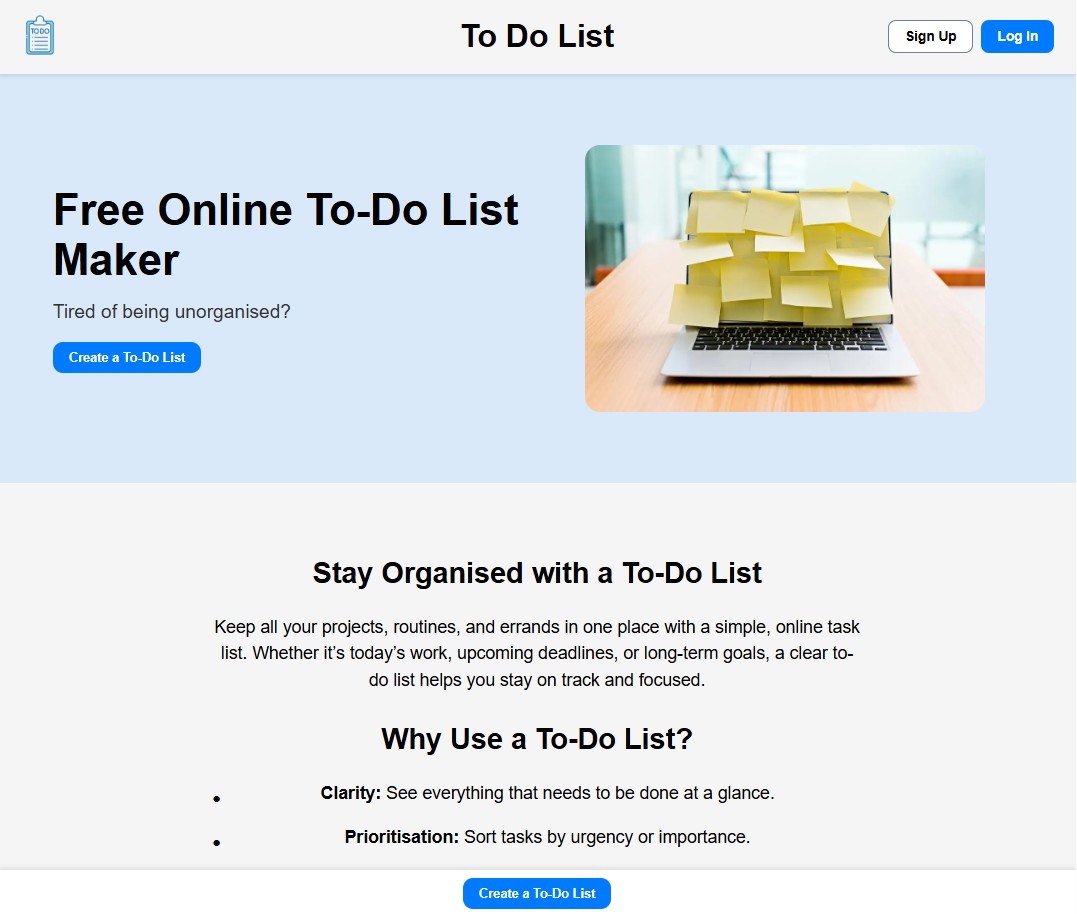 TO DO
To Do List
Sign Up
Log In
Free Online To-Do List
Maker
Tired of being unorganised?
Create a To-Do List
Stay Organised with a To-Do List
Keep all your projects, routines, and errands in one place with a simple, online task
list. Whether it’s today’s work, upcoming deadlines, or long-term goals, a clear to-
do list helps you stay on track and focused.
Why Use a To-Do List?
• Clarity: See everything that needs to be done at a glance.
• Prioritisation: Sort tasks by urgency or importance.
Create a To-Do List